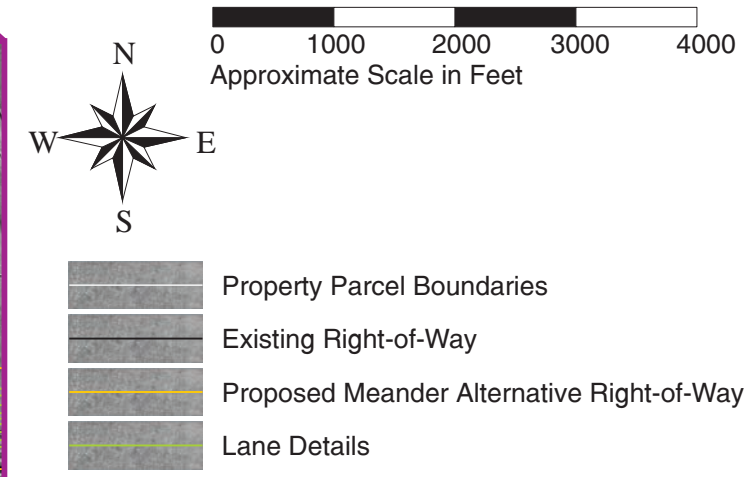 0 1000 2000 3000 4000
Approximate Scale in Feet
N
W E
S
Property Parcel Boundaries
Existing Right-of-Way
Proposed Meander Alternative Right-of-Way
Lane Details